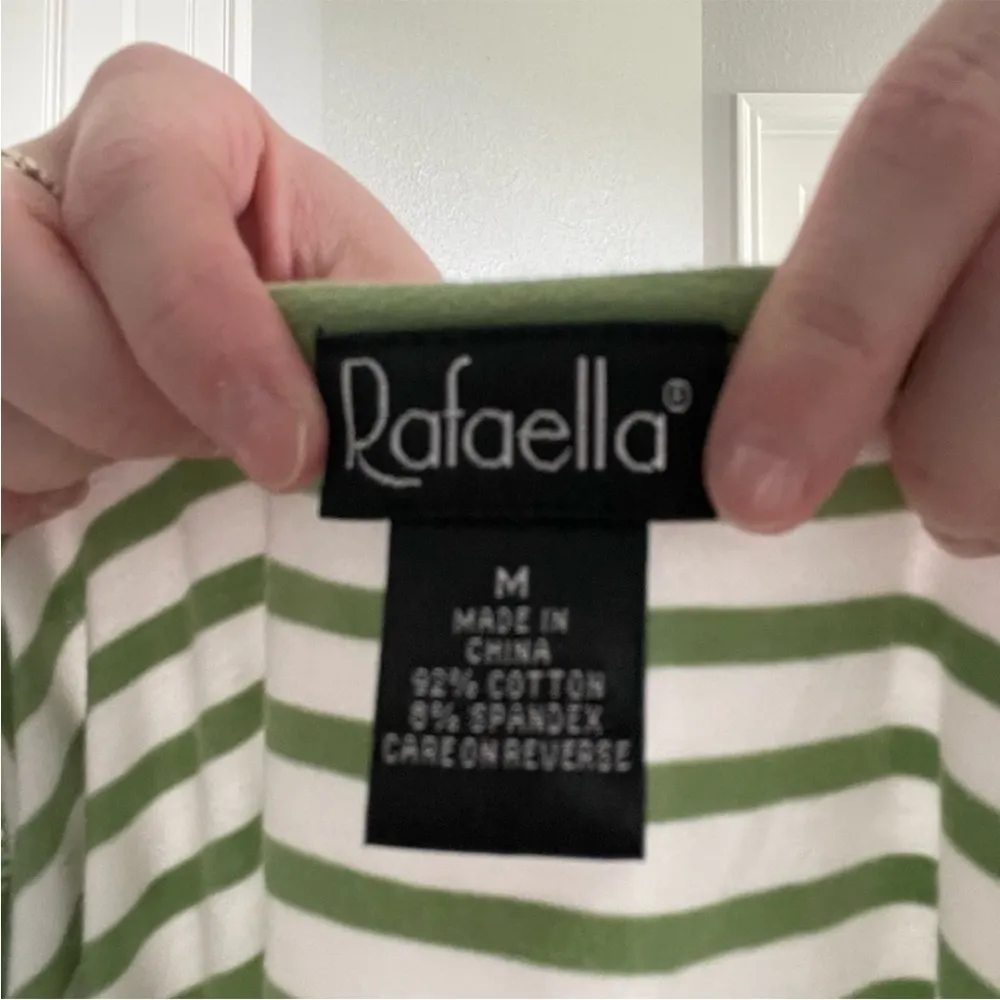 Rafaella®
M
MADE IN
CHINA
92% COTTON
8% SPANDEX
CARE ON REVERSE